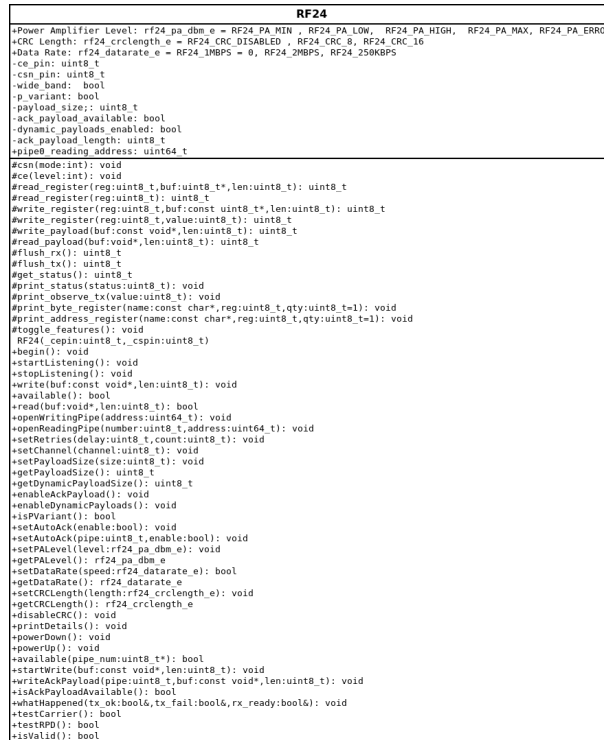 RF24
+Power Amplifier Level: rf24_pa_dbm_e = RF24_PA_MIN , RF24_PA_LOW, RF24_PA_HIGH, RF24_PA_MAX, RF24_PA_ERRO
+CRC Length: rf24_crclength_e = RF24_CRC_DISABLED , RF24_CRC_8, RF24_CRC_16
+Data Rate: rf24_datarate_e = RF24_1MBPS = 0, RF24_2MBPS, RF24_250KBPS
-ce_pin: uint8_t
-csn_pin: uint8_t
-wide_band: bool
-p_variant: bool
-payload_size;: uint8_t
-ack_payload_available: bool
-dynamic_payloads_enabled: bool
-ack_payload_length: uint8_t
+pipe0_reading_address: uint64_t
#csn(mode:int): void
#ce(level:int): void
#read_register(reg:uint8_t,buf:uint8_t*,len:uint8_t): uint8_t
#read_register(reg:uint8_t): uint8_t
#write_register(reg:uint8_t,buf:const uint8_t*,len:uint8_t): uint8_t
#write_register(reg:uint8_t,value:uint8_t): uint8_t
#write_payload(buf:const void*,len:uint8_t): uint8_t
#read_payload(buf:void*,len:uint8_t): uint8_t
#flush_rx(): uint8_t
#flush_tx(): uint8_t
#get_status(): uint8_t
#print_status(status:uint8_t): void
#print_observe_tx(value:uint8_t): void
#print_byte_register(name:const char*,reg:uint8_t,qty:uint8_t=1): void
#print_address_register(name:const char*,reg:uint8_t,qty:uint8_t=1): void
#toggle_features(): void
RF24(_cepin:uint8_t,_cspin:uint8_t)
+begin(): void
+startListening(): void
+stopListening(): void
+write(buf:const void*,len:uint8_t): void
+available(): bool
+read(buf:void*,len:uint8_t): bool
+openWritingPipe(address:uint64_t): void
+openReadingPipe(number:uint8_t,address:uint64_t): void
+setRetries(delay:uint8_t,count:uint8_t): void
+setChannel(channel:uint8_t): void
+setPayloadSize(size:uint8_t): void
+getPayloadSize(): uint8_t
+getDynamicPayloadSize(): uint8_t
+enableAckPayload(): void
+enableDynamicPayloads(): void
+isPVariant(): bool
+setAutoAck(enable:bool): void
+setAutoAck(pipe:uint8_t,enable:bool): void
+setPALevel(level:rf24_pa_dbm_e): void
+getPALevel(): rf24_pa_dbm_e
+setDataRate(speed:rf24_datarate_e): bool
+getDataRate(): rf24_datarate_e
+setCRCLength(length:rf24_crclength_e): void
+getCRCLength(): rf24_crclength_e
+disableCRC(): void
+printDetails(): void
+powerDown(): void
+powerUp(): void
+available(pipe_num:uint8_t*): bool
+startWrite(buf:const void*,len:uint8_t): void
+writeAckPayload(pipe:uint8_t,buf:const void*,len:uint8_t): void
+isAckPayloadAvailable(): bool
+whatHappened(tx_ok:bool&,tx_fail:bool&,rx_ready:bool&): void
+testCarrier(): bool
+testRPD(): bool
+isValid(): bool